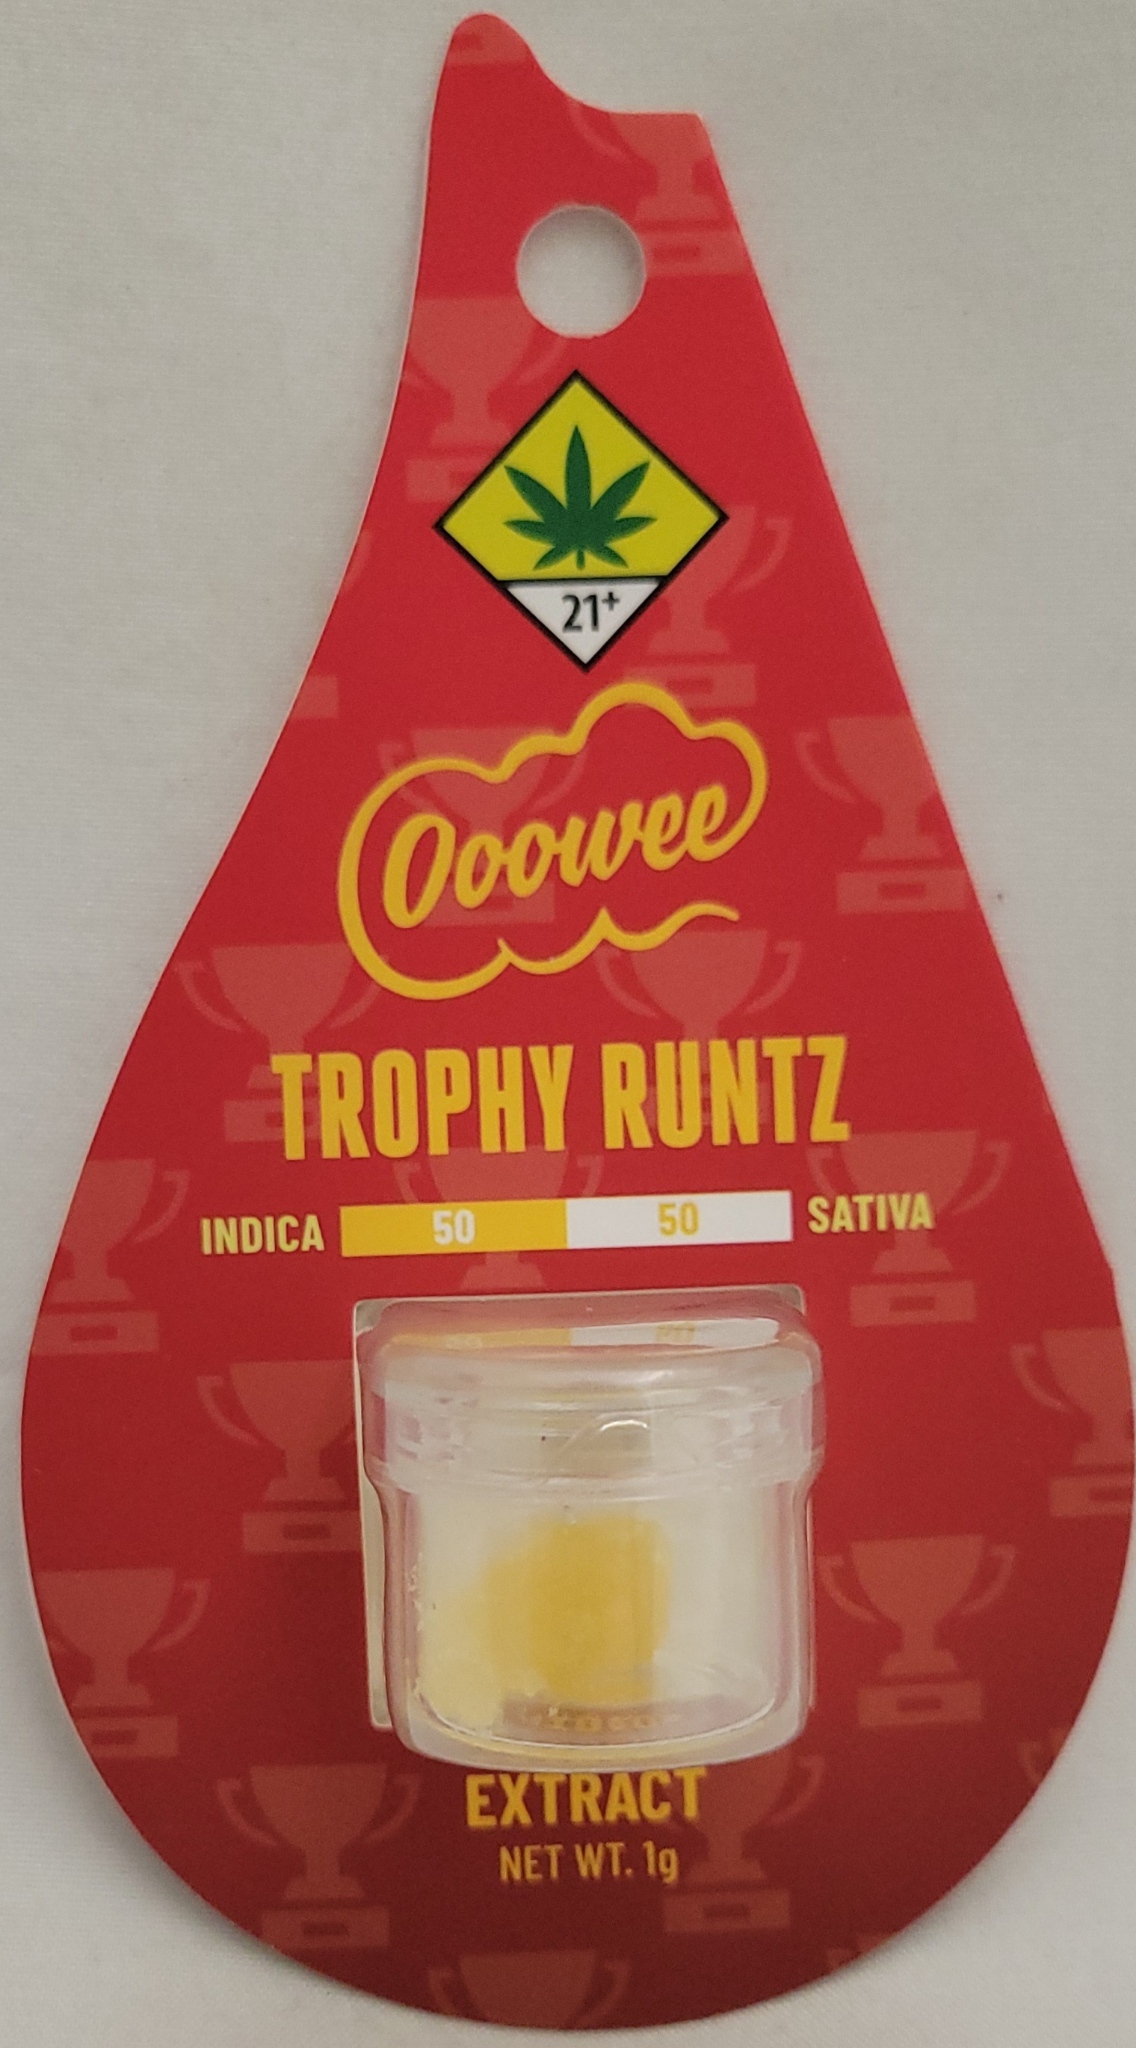 21+
Ooowee
TROPHY RUNTZ
INDICA 50 50 SATIVA
EXTRACT
NET WT. 1g